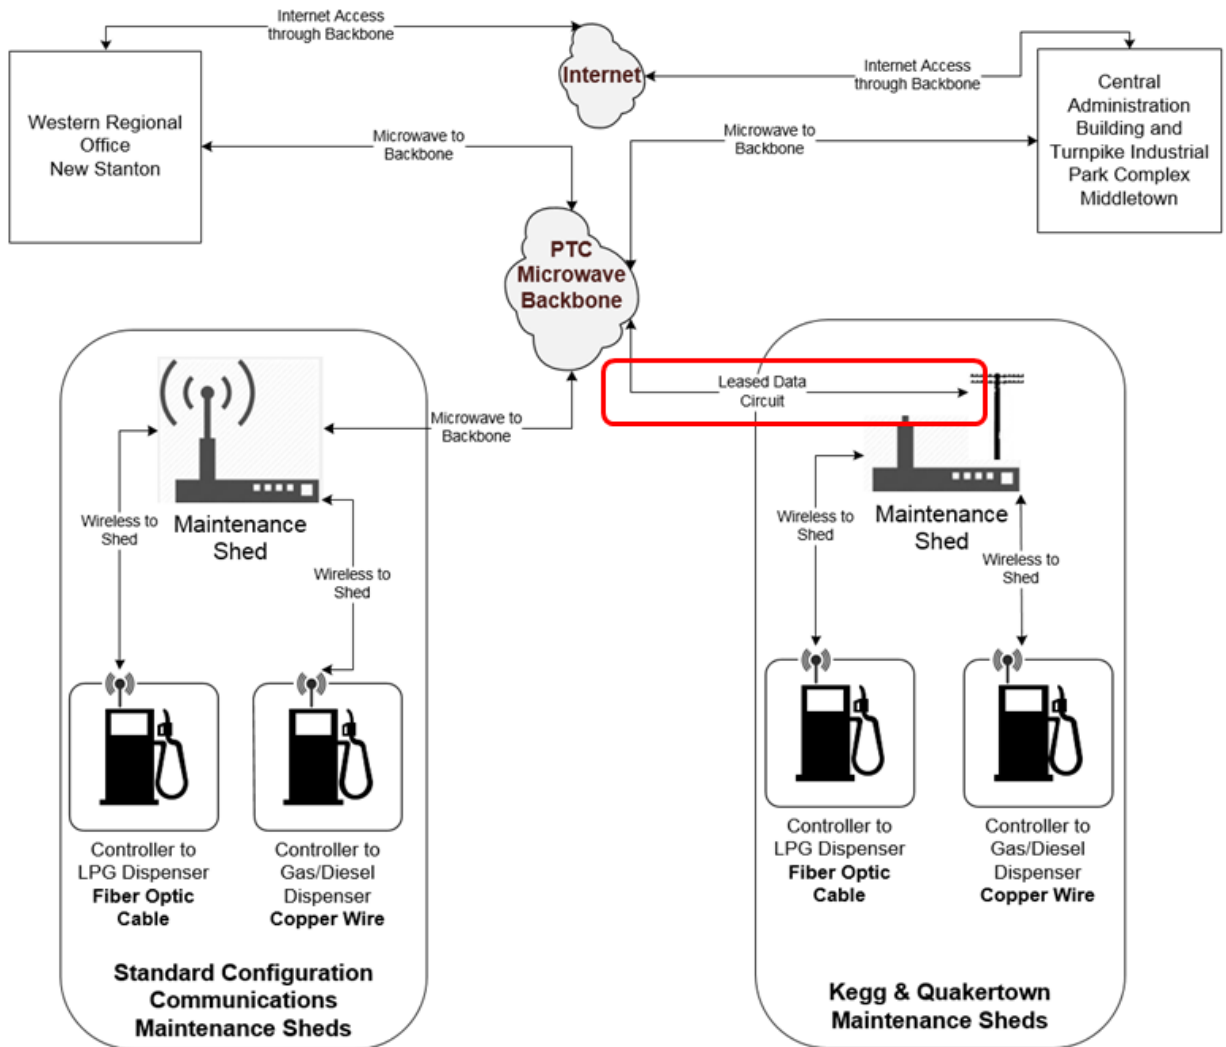 Internet Access
through Backbone
Internet
Internet Access
through Backbone
Western Regional
Office
New Stanton
Central
Administration
Building and
Turnpike Industrial
Park Complex
Middletown
Microwave to
Backbone
Microwave to
Backbone
PTC
Microwave
Backbone
Leased Data
Circuit
Microwave to
Backbone
Wireless to
Shed
Maintenance
Shed
Wireless to
Shed
Controller to
LPG Dispenser
Fiber Optic
Cable
Controller to
Gas/Diesel
Dispenser
Copper Wire
Standard Configuration
Communications
Maintenance Sheds
Wireless to
Shed
Maintenance
Shed
Wireless to
Shed
Controller to
LPG Dispenser
Fiber Optic
Cable
Controller to
Gas/Diesel
Dispenser
Copper Wire
Kegg & Quakertown
Maintenance Sheds